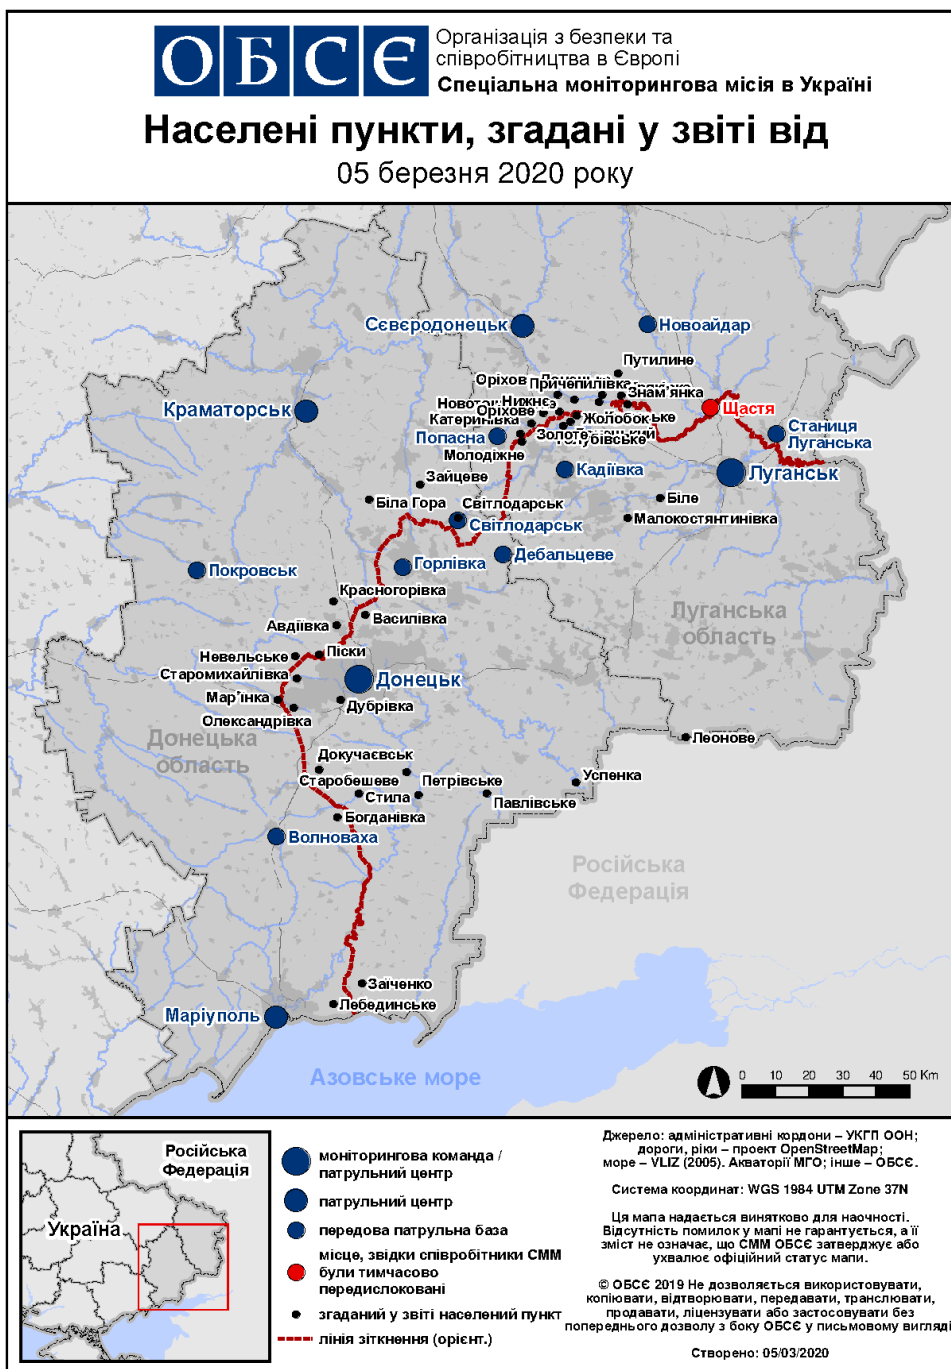 ОБСЄ
Організація з безпеки та
співробітництва в Європі
Спеціальна моніторингова місія в Україні
Населені пункти, згадані у звіті від
05 березня 2020 року
Сєвєродонецьк
Новоайдар
Путилине
Оріхов
Причепилівка
Знам'янка
Краматорськ
Нижнє
Щастя
Оріхове
Жолобок
Катеринівка
Станиця
Луганська
Попасна
Золоте
Молодіжне
Кадіївка
Луганськ
Зайцеве
Біла Гора
Світлодарськ
Біле
Світлодарськ
Малокостянтинівка
Дебальцеве
Горлівка
Покровськ
Красногорівка
Луганська
область
Василівка
Авдіївка
Піски
Невельське
Старомихайлівка
Донецьк
Мар'їнка
Дубрівка
Олександрівка
Донецька
область
Леонове
Докучаєвськ
Старобешеве
Петрівське
Успенка
Стила
Павлівське
Богданівка
Волноваха
Російська
Федерація
Заїченко
Лебединське
Маріуполь
Азовське море
0 10 20 30 40 50 Km
Російська
Федерація
Україна
моніторингова команда /
патрульний центр
патрульний центр
передова патрульна база
місце, звідки співробітники СММ
були тимчасово
передислоковані
згаданий у звіті населений пункт
лінія зіткнення (орієнт.)
Джерело: адміністративні кордони – УКГП ООН;
дороги, ріки – проект OpenStreetMap;
море – VLIZ (2005). Акваторії МГО; інше – ОБСЄ.
Система координат: WGS 1984 UTM Zone 37N
Ця мапа надається винятково для наочності.
Відсутність помилок у мапі не гарантується, а її
зміст не означає, що СММ ОБСЄ затверджує або
ухвалює офіційний статус мапи.
© ОБСЄ 2019 Не дозволяється використовувати,
копіювати, відтворювати, передавати, транслювати,
продавати, ліцензувати або застосовувати без
попереднього дозволу з боку ОБСЄ у письмовому вигляді
Створено: 05/03/2020